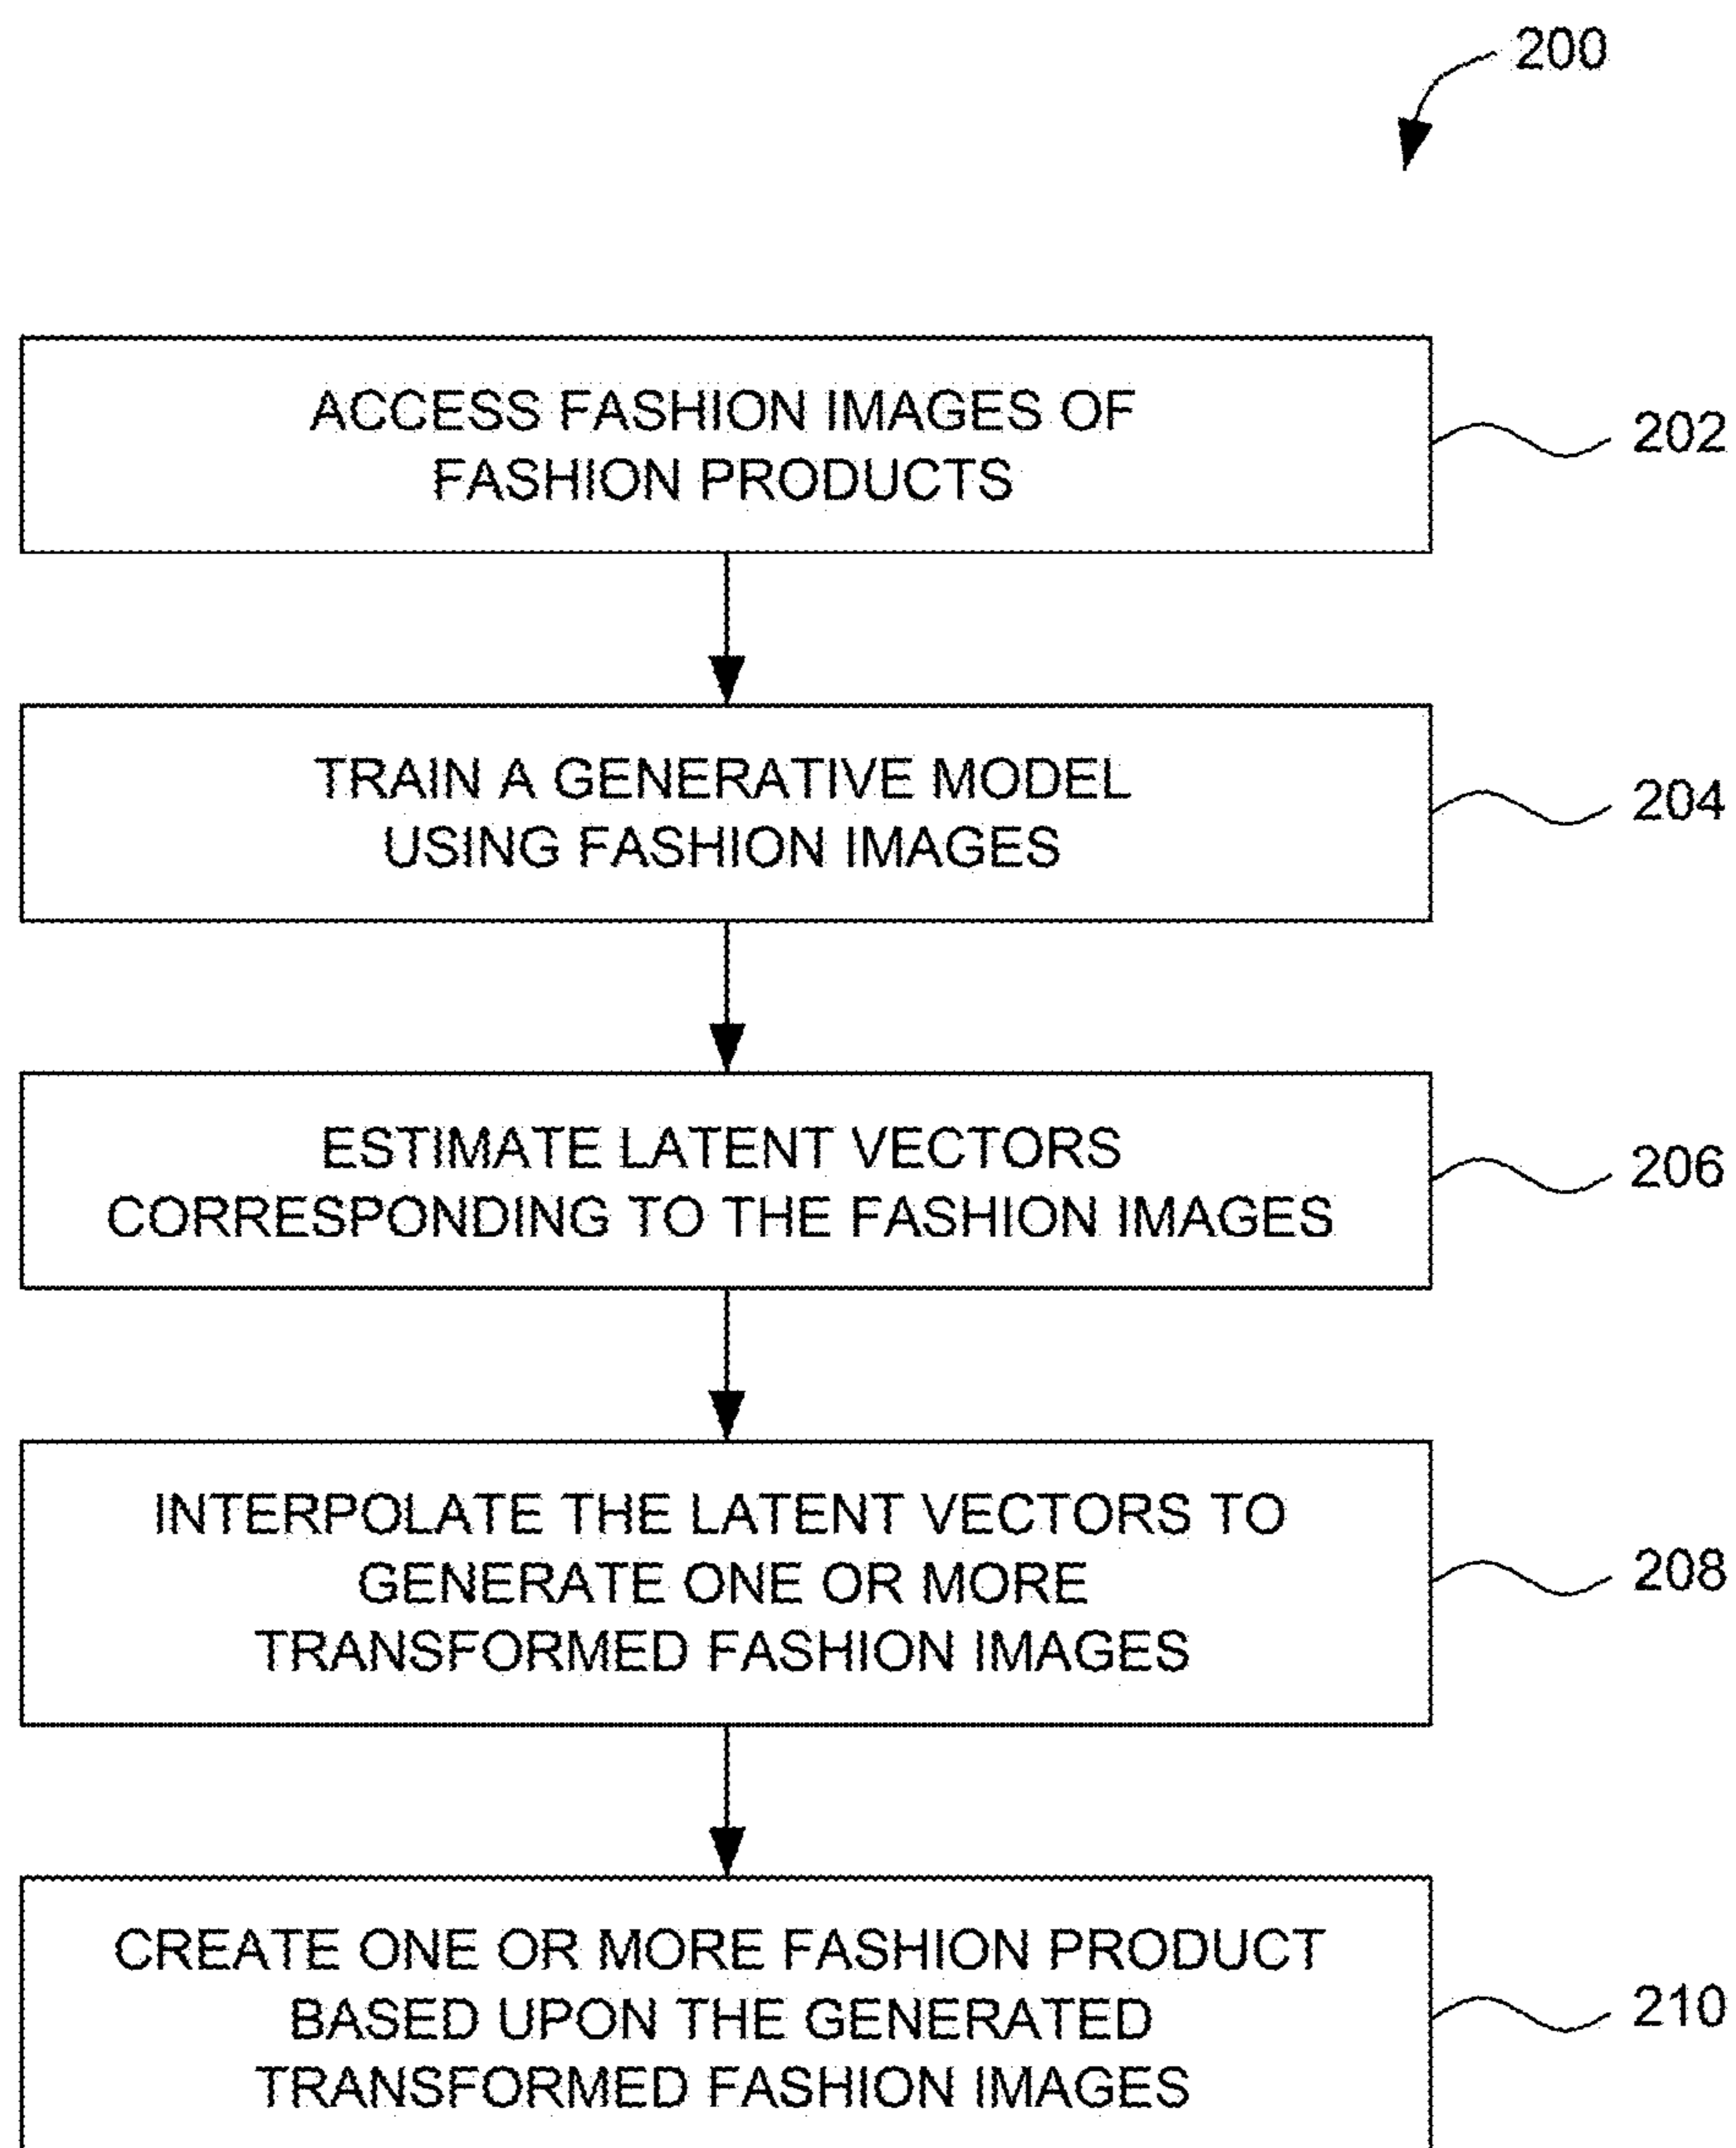 200
ACCESS FASHION IMAGES OF
FASHION PRODUCTS
202
TRAIN A GENERATIVE MODEL
USING FASHION IMAGES
204
ESTIMATE LATENT VECTORS
CORRESPONDING TO THE FASHION IMAGES
206
INTERPOLATE THE LATENT VECTORS TO
GENERATE ONE OR MORE
TRANSFORMED FASHION IMAGES
208
CREATE ONE OR MORE FASHION PRODUCT
BASED UPON THE GENERATED
TRANSFORMED FASHION IMAGES
210